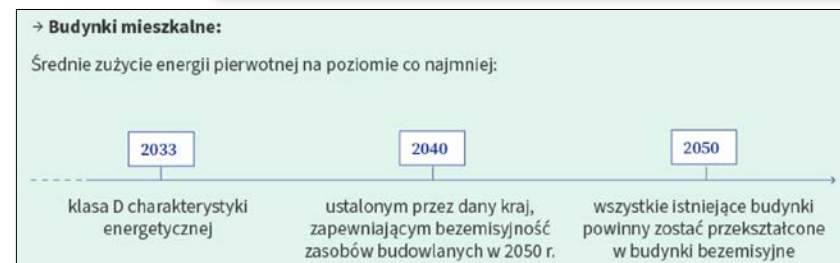 → Budynki mieszkalne:
Średnie zużycie energii pierwotnej na poziomie co najmniej:
2033
2040
2050
klasa D charakterystyki
energetycznej
ustalonym przez dany kraj,
zapewniającym bezemisyjność
zasobów budowlanych w 2050 r.
wszystkie istniejące budynki
powinny zostać przekształcone
w budynki bezemisyjne